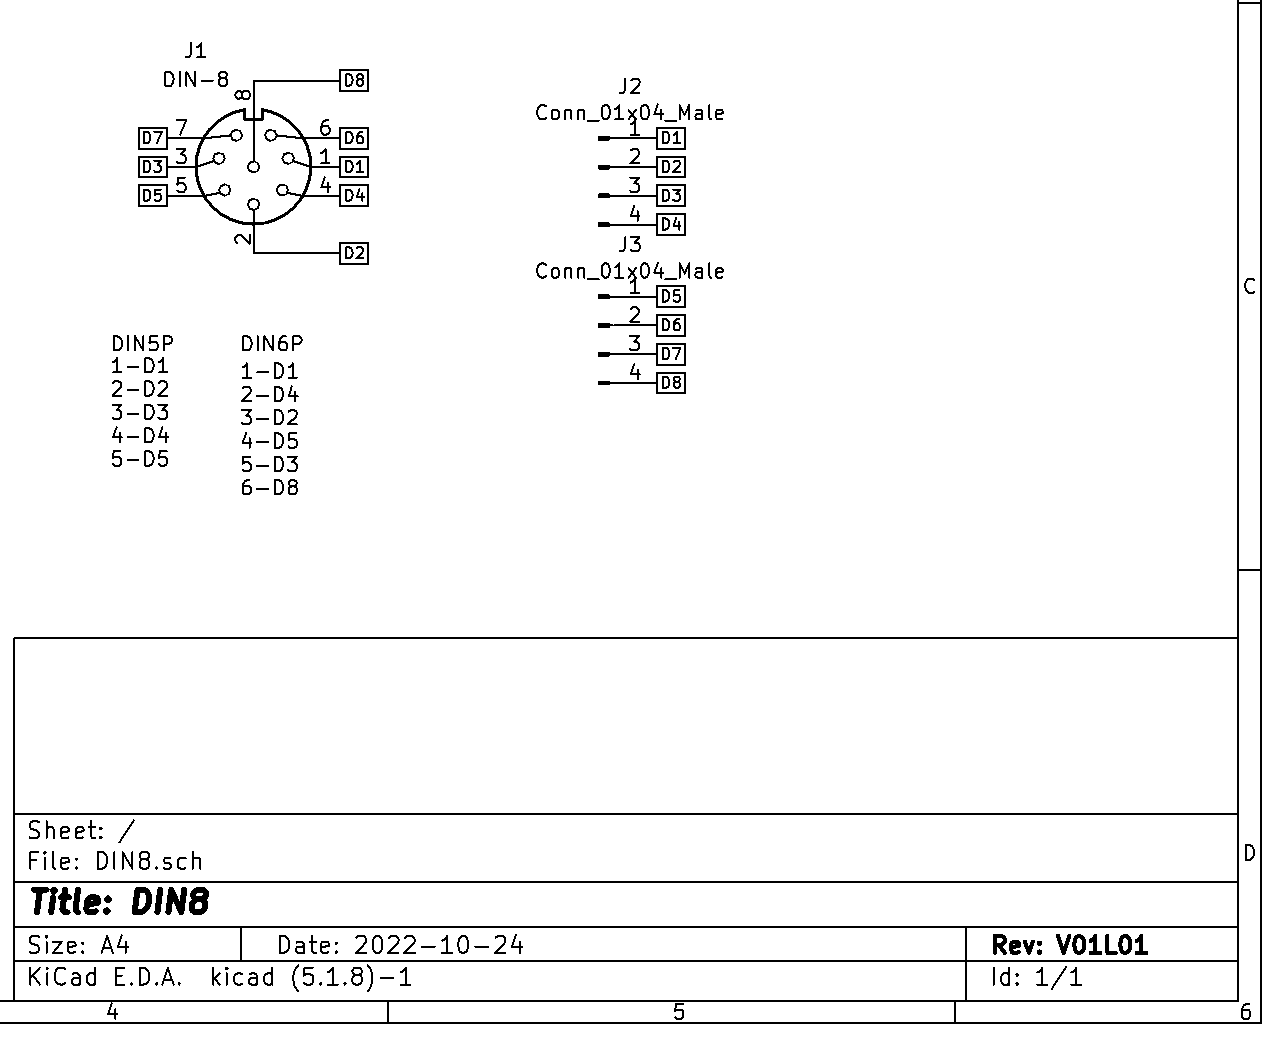 J1
DIN-8
8
D8
D7 7 6 D6
D3 3 1 D1
D5 5 4 D4
2
D2
J2
Conn_01x04_Male
1 D1
2 D2
3 D3
4 D4
J3
Conn_01x04_Male
1 D5
2 D6
3 D7
4 D8
DIN5P
1-D1
2-D2
3-D3
4-D4
5-D5
DIN6P
1-D1
2-D4
3-D2
4-D5
5-D3
6-D8
C
D
Sheet: /
File: DIN8.sch
Title: DIN8
Size: A4 Date: 2022-10-24 Rev: V01L01
KiCad E.D.A. kicad (5.1.8)-1 Id: 1/1
4 5 6